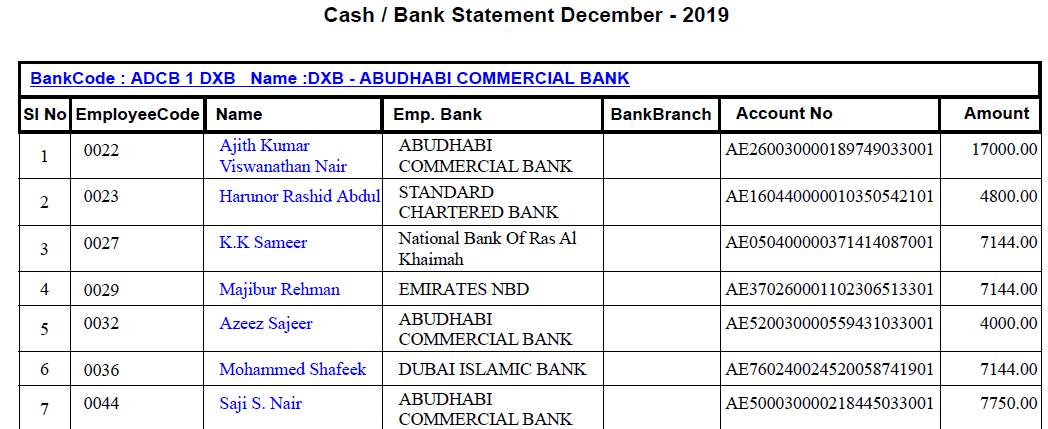 Cash / Bank Statement December - 2019
BankCode : ADCB 1 DXB Name :DXB - ABUDHABI COMMERCIAL BANK
Sl No EmployeeCode Name Emp. Bank BankBranch Account No Amount
1 0022 Ajith Kumar ABUDHABI AE260030000189749033001 17000.00
Viswanathan Nair COMMERCIAL BANK
2 0023 Harunor Rashid Abdul STANDARD AE160440000010350542101 4800.00
CHARTERED BANK
3 0027 K.K Sameer National Bank Of Ras Al AE050400000371414087001 7144.00
Khaimah
4 0029 Majibur Rehman EMIRATES NBD AE370260001102306513301 7144.00
5 0032 Azeez Sajeer ABUDHABI AE520030000559431033001 4000.00
COMMERCIAL BANK
6 0036 Mohammed Shafeek DUBAI ISLAMIC BANK AE760240024520058741901 7144.00
7 0044 Saji S. Nair ABUDHABI AE500030000218445033001 7750.00
COMMERCIAL BANK